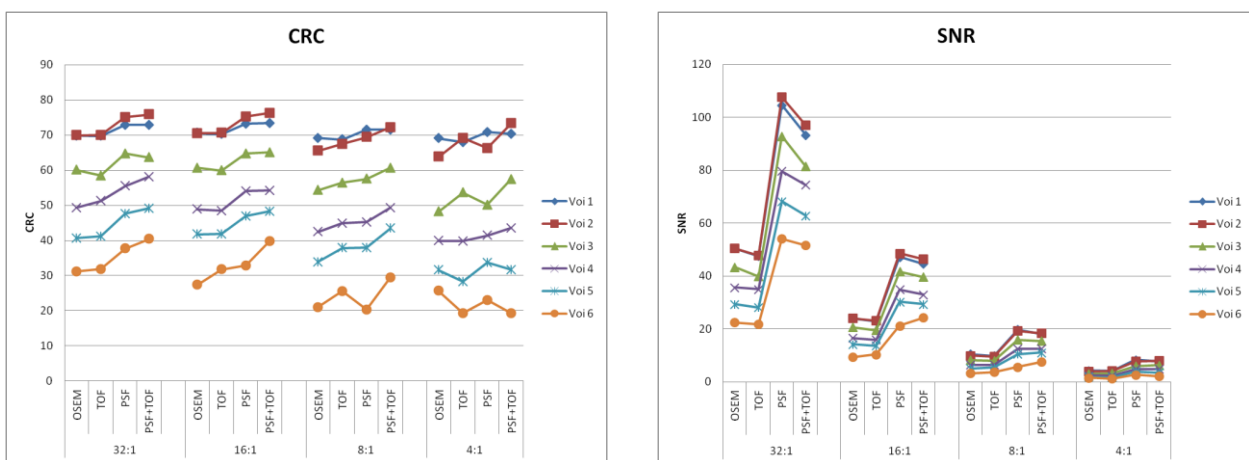 CRC
90
80
70
60
50
40
30
20
10
0
CRC
OSEM
TOF
PSF
PSF+TOF
OSEM
TOF
PSF
PSF+TOF
OSEM
TOF
PSF
PSF+TOF
OSEM
TOF
PSF
PSF+TOF
32:1
16:1
8:1
4:1
Voi 1
Voi 2
Voi 3
Voi 4
Voi 5
Voi 6
SNR
120
100
80
60
40
20
0
SNR
OSEM
TOF
PSF
PSF+TOF
OSEM
TOF
PSF
PSF+TOF
OSEM
TOF
PSF
PSF+TOF
OSEM
TOF
PSF
PSF+TOF
32:1
16:1
8:1
4:1
Voi 1
Voi 2
Voi 3
Voi 4
Voi 5
Voi 6